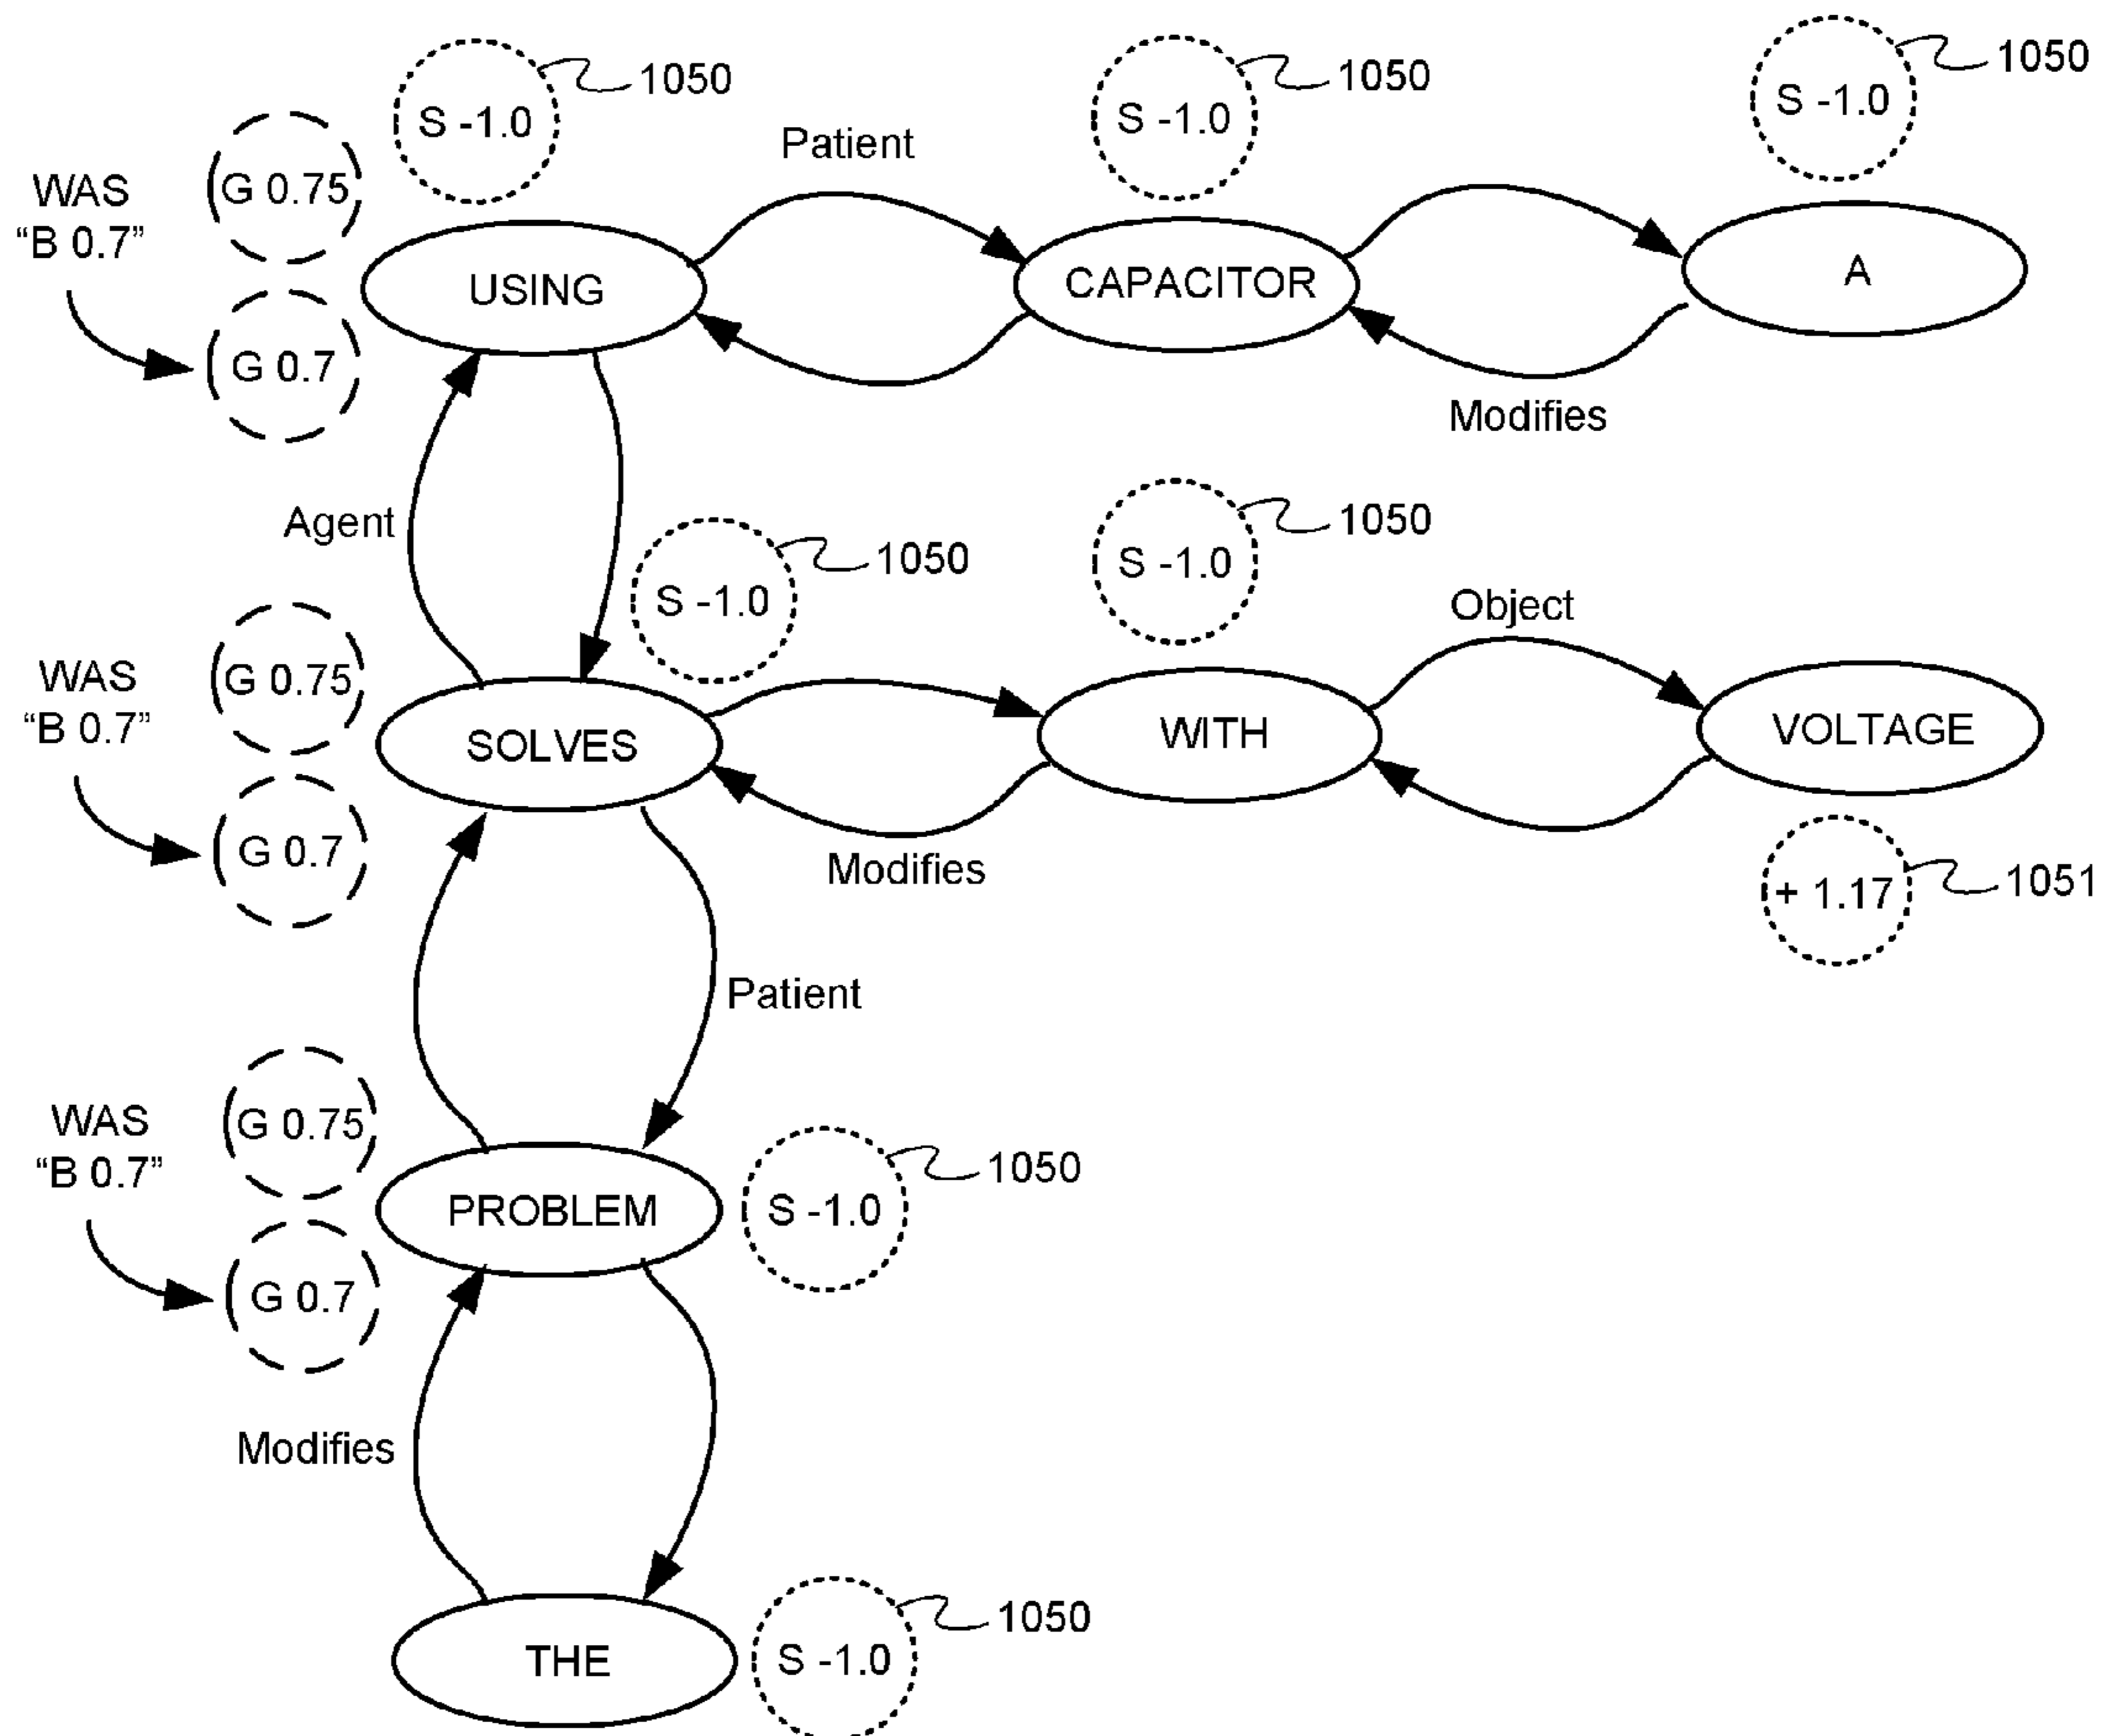 1050
1050
1050
S -1.0
S -1.0
S -1.0
Patient
WAS
“B 0.7”
G 0.75
USING
CAPACITOR
A
G 0.7
Modifies
Agent
1050
1050
S -1.0
S -1.0
Object
WAS
“B 0.7”
G 0.75
SOLVES
WITH
VOLTAGE
G 0.7
Modifies
+ 1.17
1051
Patient
WAS
“B 0.7”
G 0.75
1050
PROBLEM
S -1.0
G 0.7
Modifies
1050
THE
S -1.0